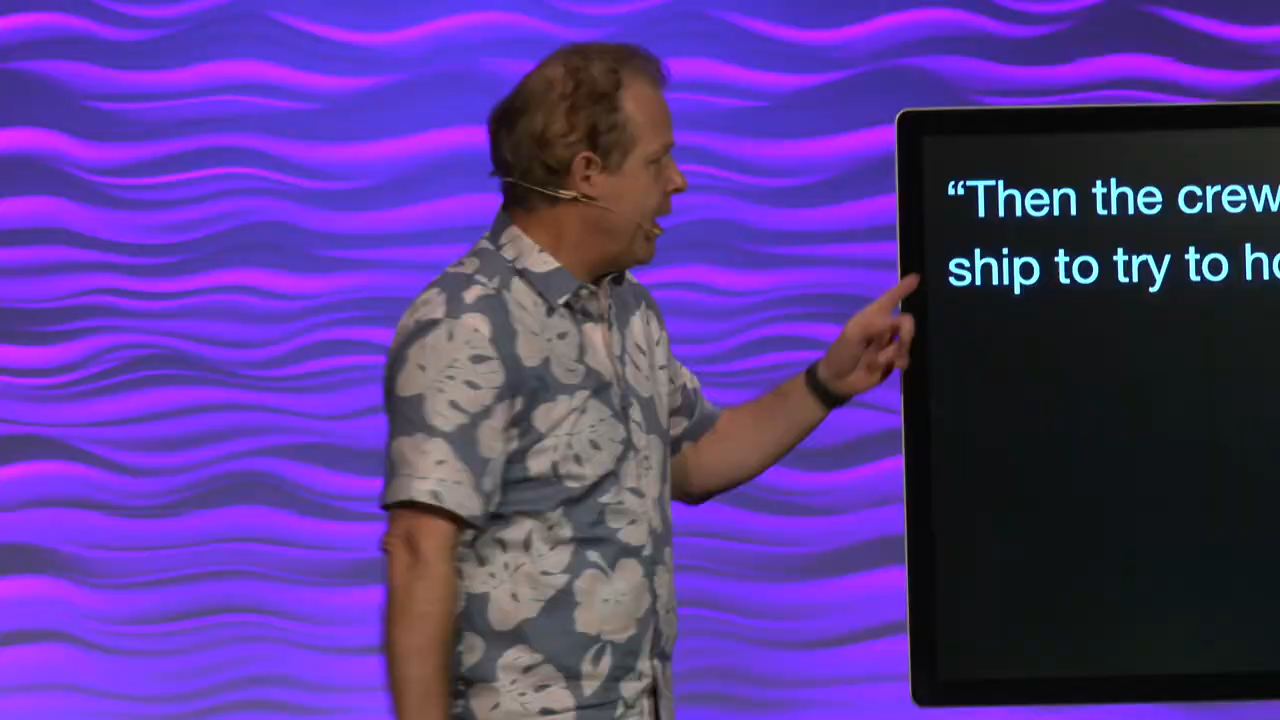 “Then the crew
ship to try to